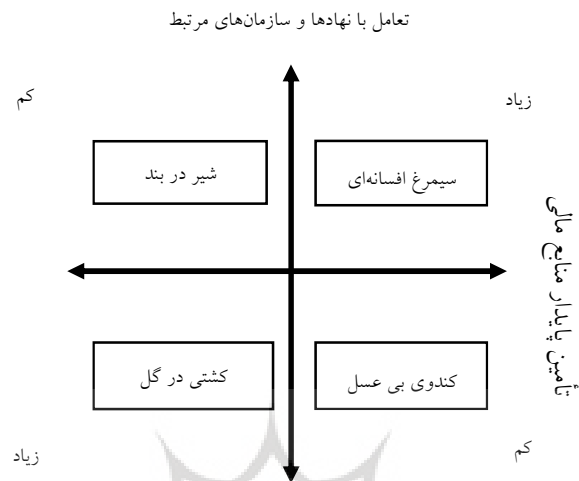 تعامل با نهادها و سازمان‌های مرتبط
زیاد
کم
سیمرغ افسانه‌ای
شیر در بند
تأمین پایدار منابع مالی
کندوی بی عسل
کشتی در گل
کم
زیاد